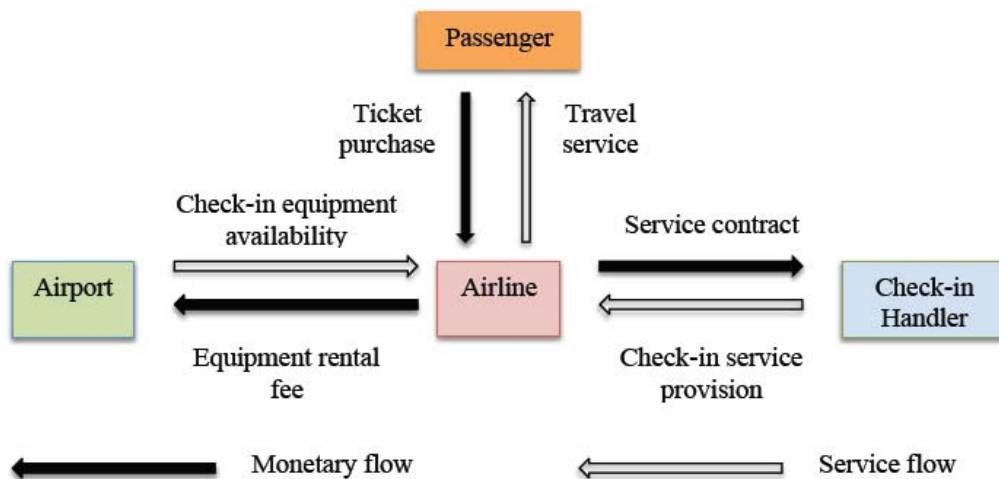 Passenger
Ticket
purchase
Travel
service
Check-in equipment
availability
Service contract
Airport
Airline
Check-in
Handler
Equipment rental
fee
Check-in service
provision
Monetary flow
Service flow